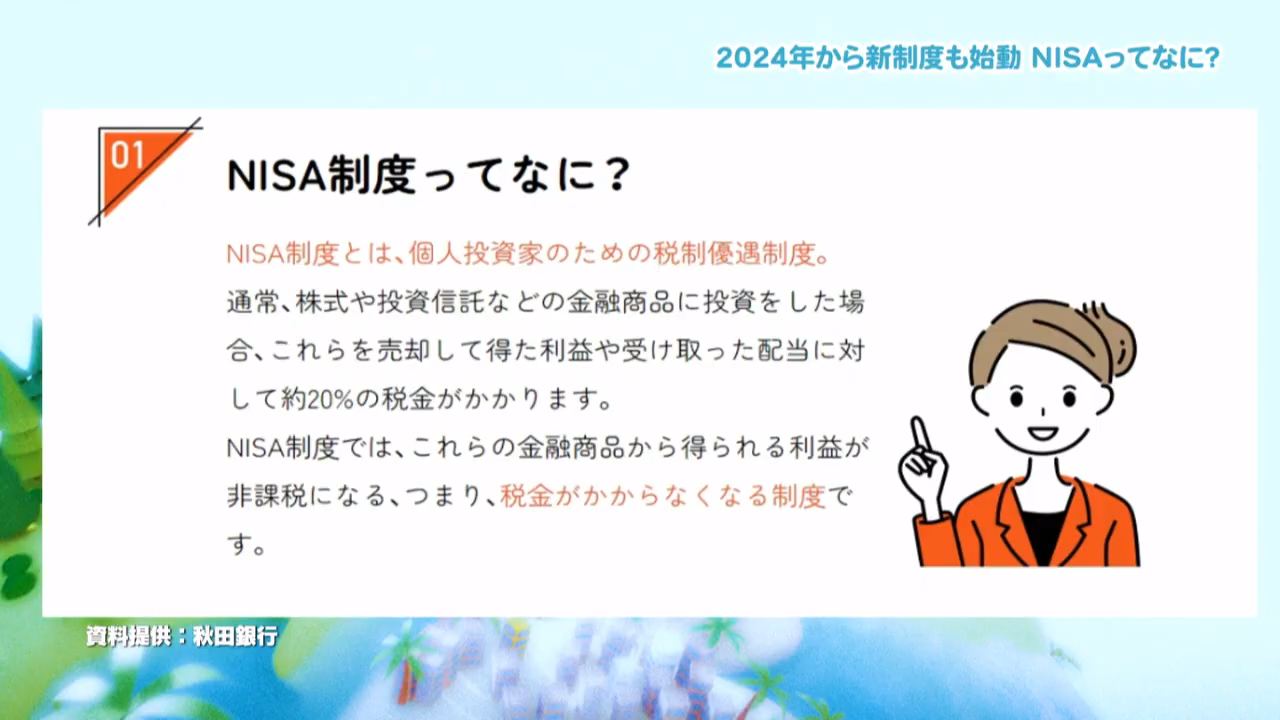 2024年から新制度も始動 NISAってなに?
01
NISA制度ってなに？
NISA制度とは、個人投資家のための税制優遇制度。
通常、株式や投資信託などの金融商品に投資をした場
合、これらを売却して得た利益や受け取った配当に対
して約20%の税金がかかります。
NISA制度では、これらの金融商品から得られる利益が
非課税になる、つまり、税金がかからなくなる制度で
す。
資料提供：秋田銀行